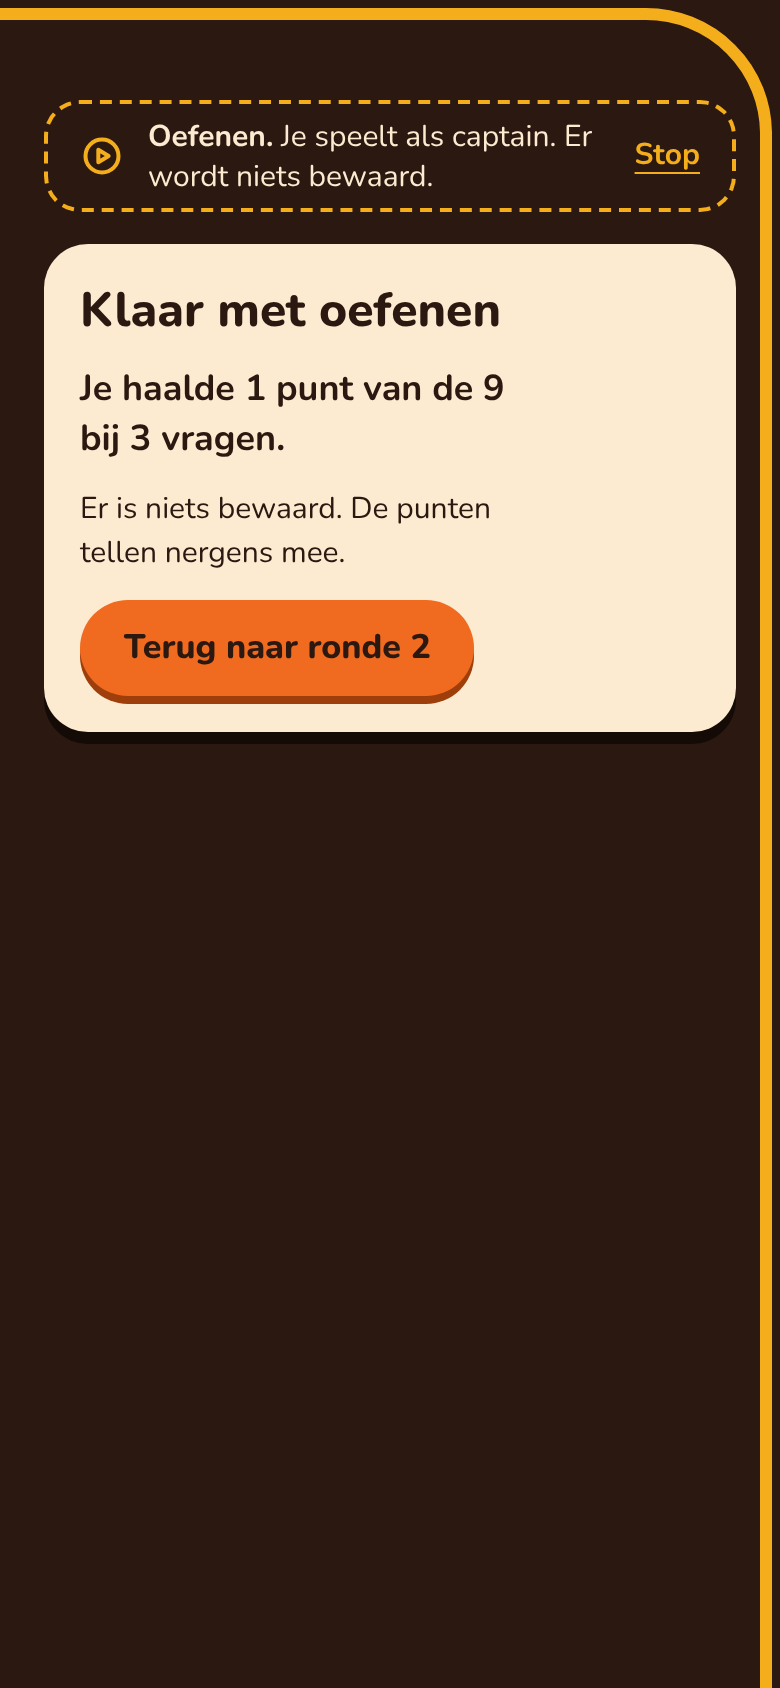 Oefenen. Je speelt als captain. Er
wordt niets bewaard.
Stop
Klaar met oefenen
Je haalde 1 punt van de 9
bij 3 vragen.
Er is niets bewaard. De punten
tellen nergens mee.
Terug naar ronde 2